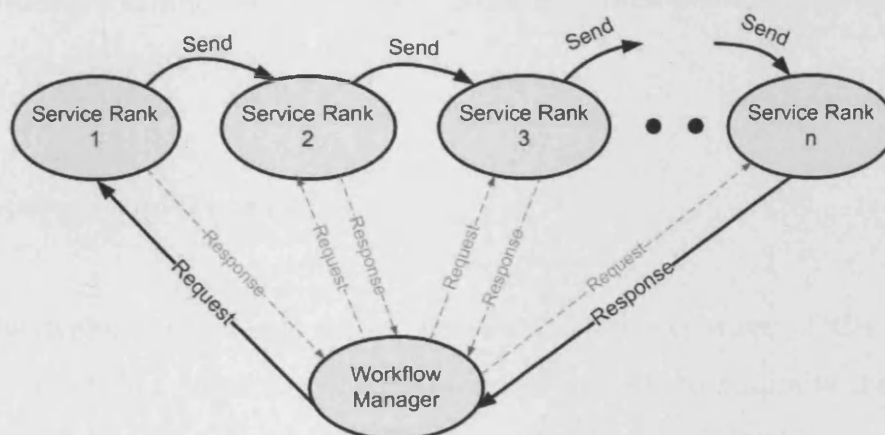 Send
Send
Send
Send
Service Rank
1
Service Rank
2
Service Rank
3
Service Rank
n
Request
Response
Request
Response
Request
Response
Request
Response
Workflow
Manager